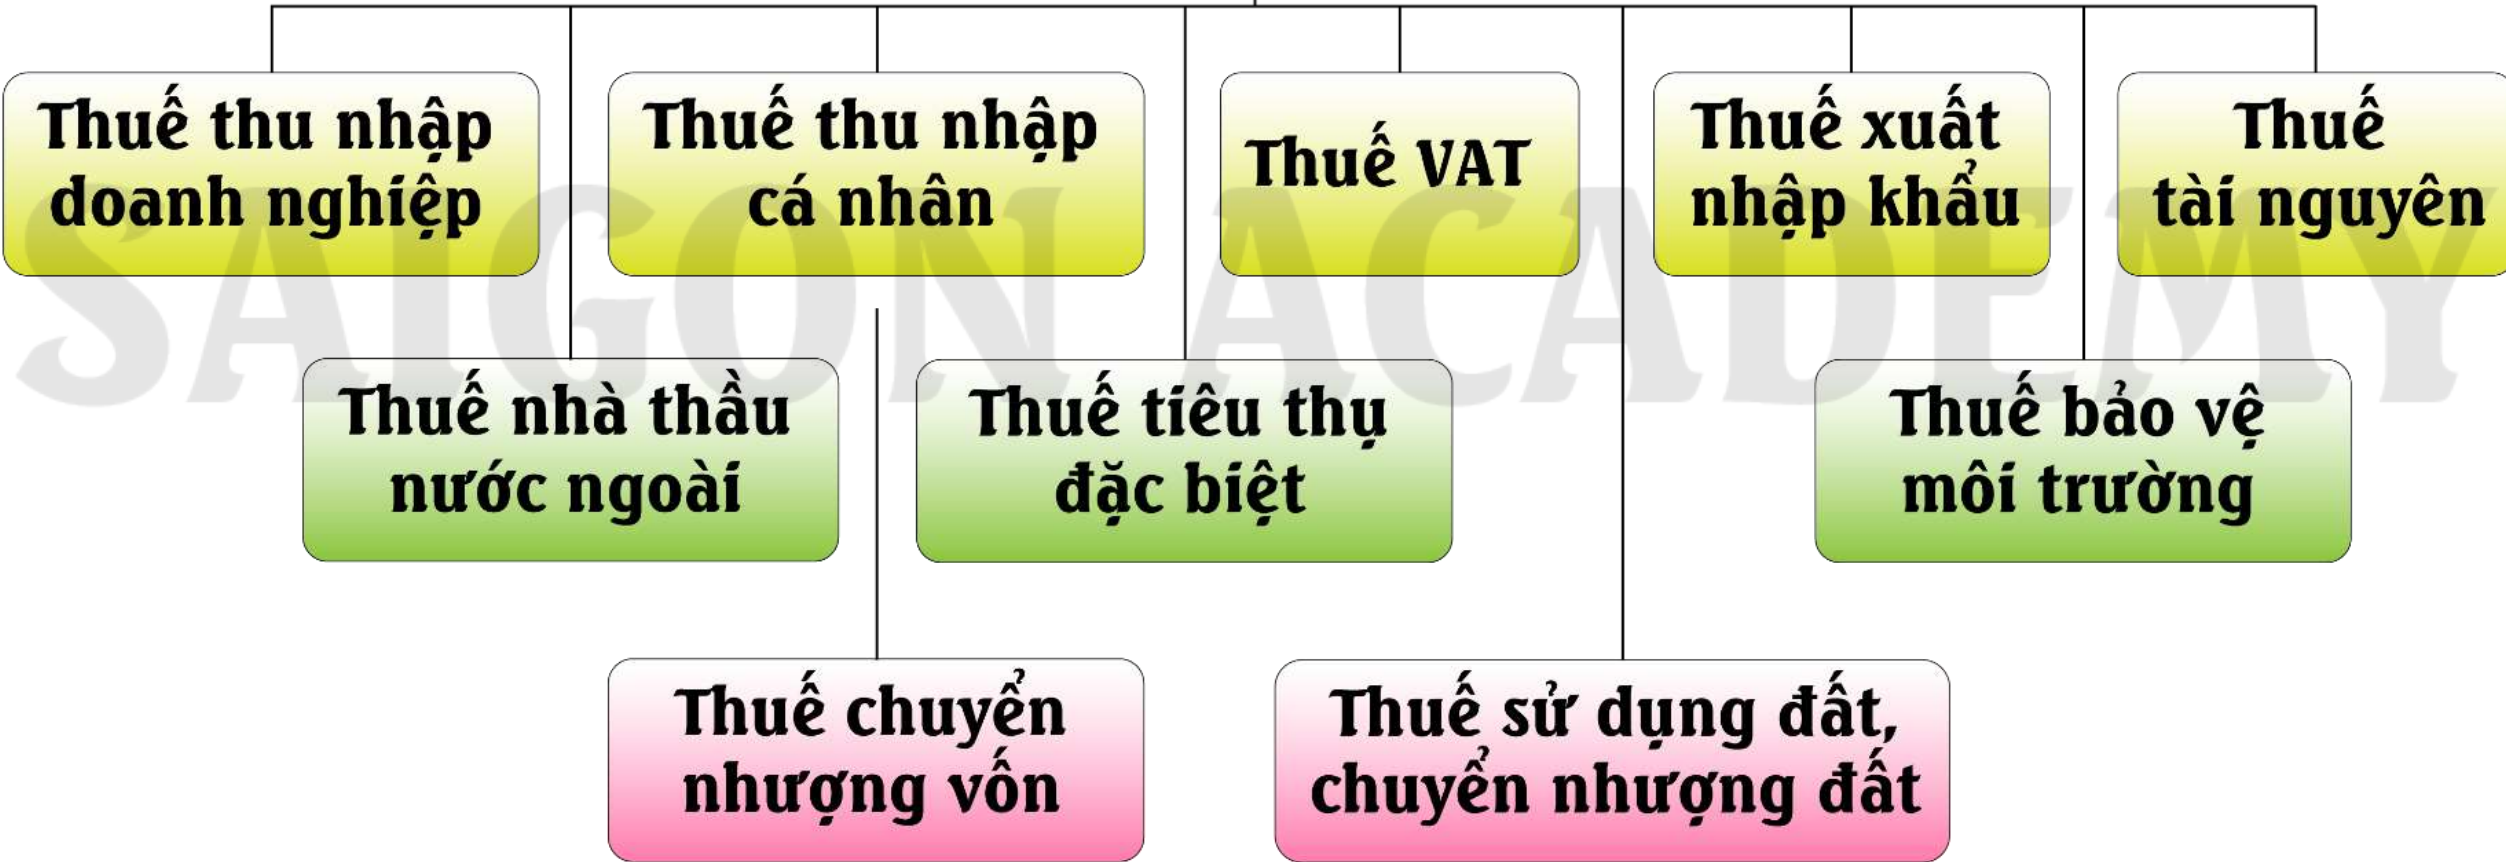 Thuế thu nhập
doanh nghiệp
Thuế thu nhập
cá nhân
Thuế VAT
Thuế xuất
nhập khẩu
Thuế
tài nguyên
SAIGON ACADEMY
Thuế nhà thầu
nước ngoài
Thuế tiêu thụ
đặc biệt
Thuế bảo vệ
môi trường
Thuế chuyển
nhượng vốn
Thuế sử dụng đất,
chuyển nhượng đất